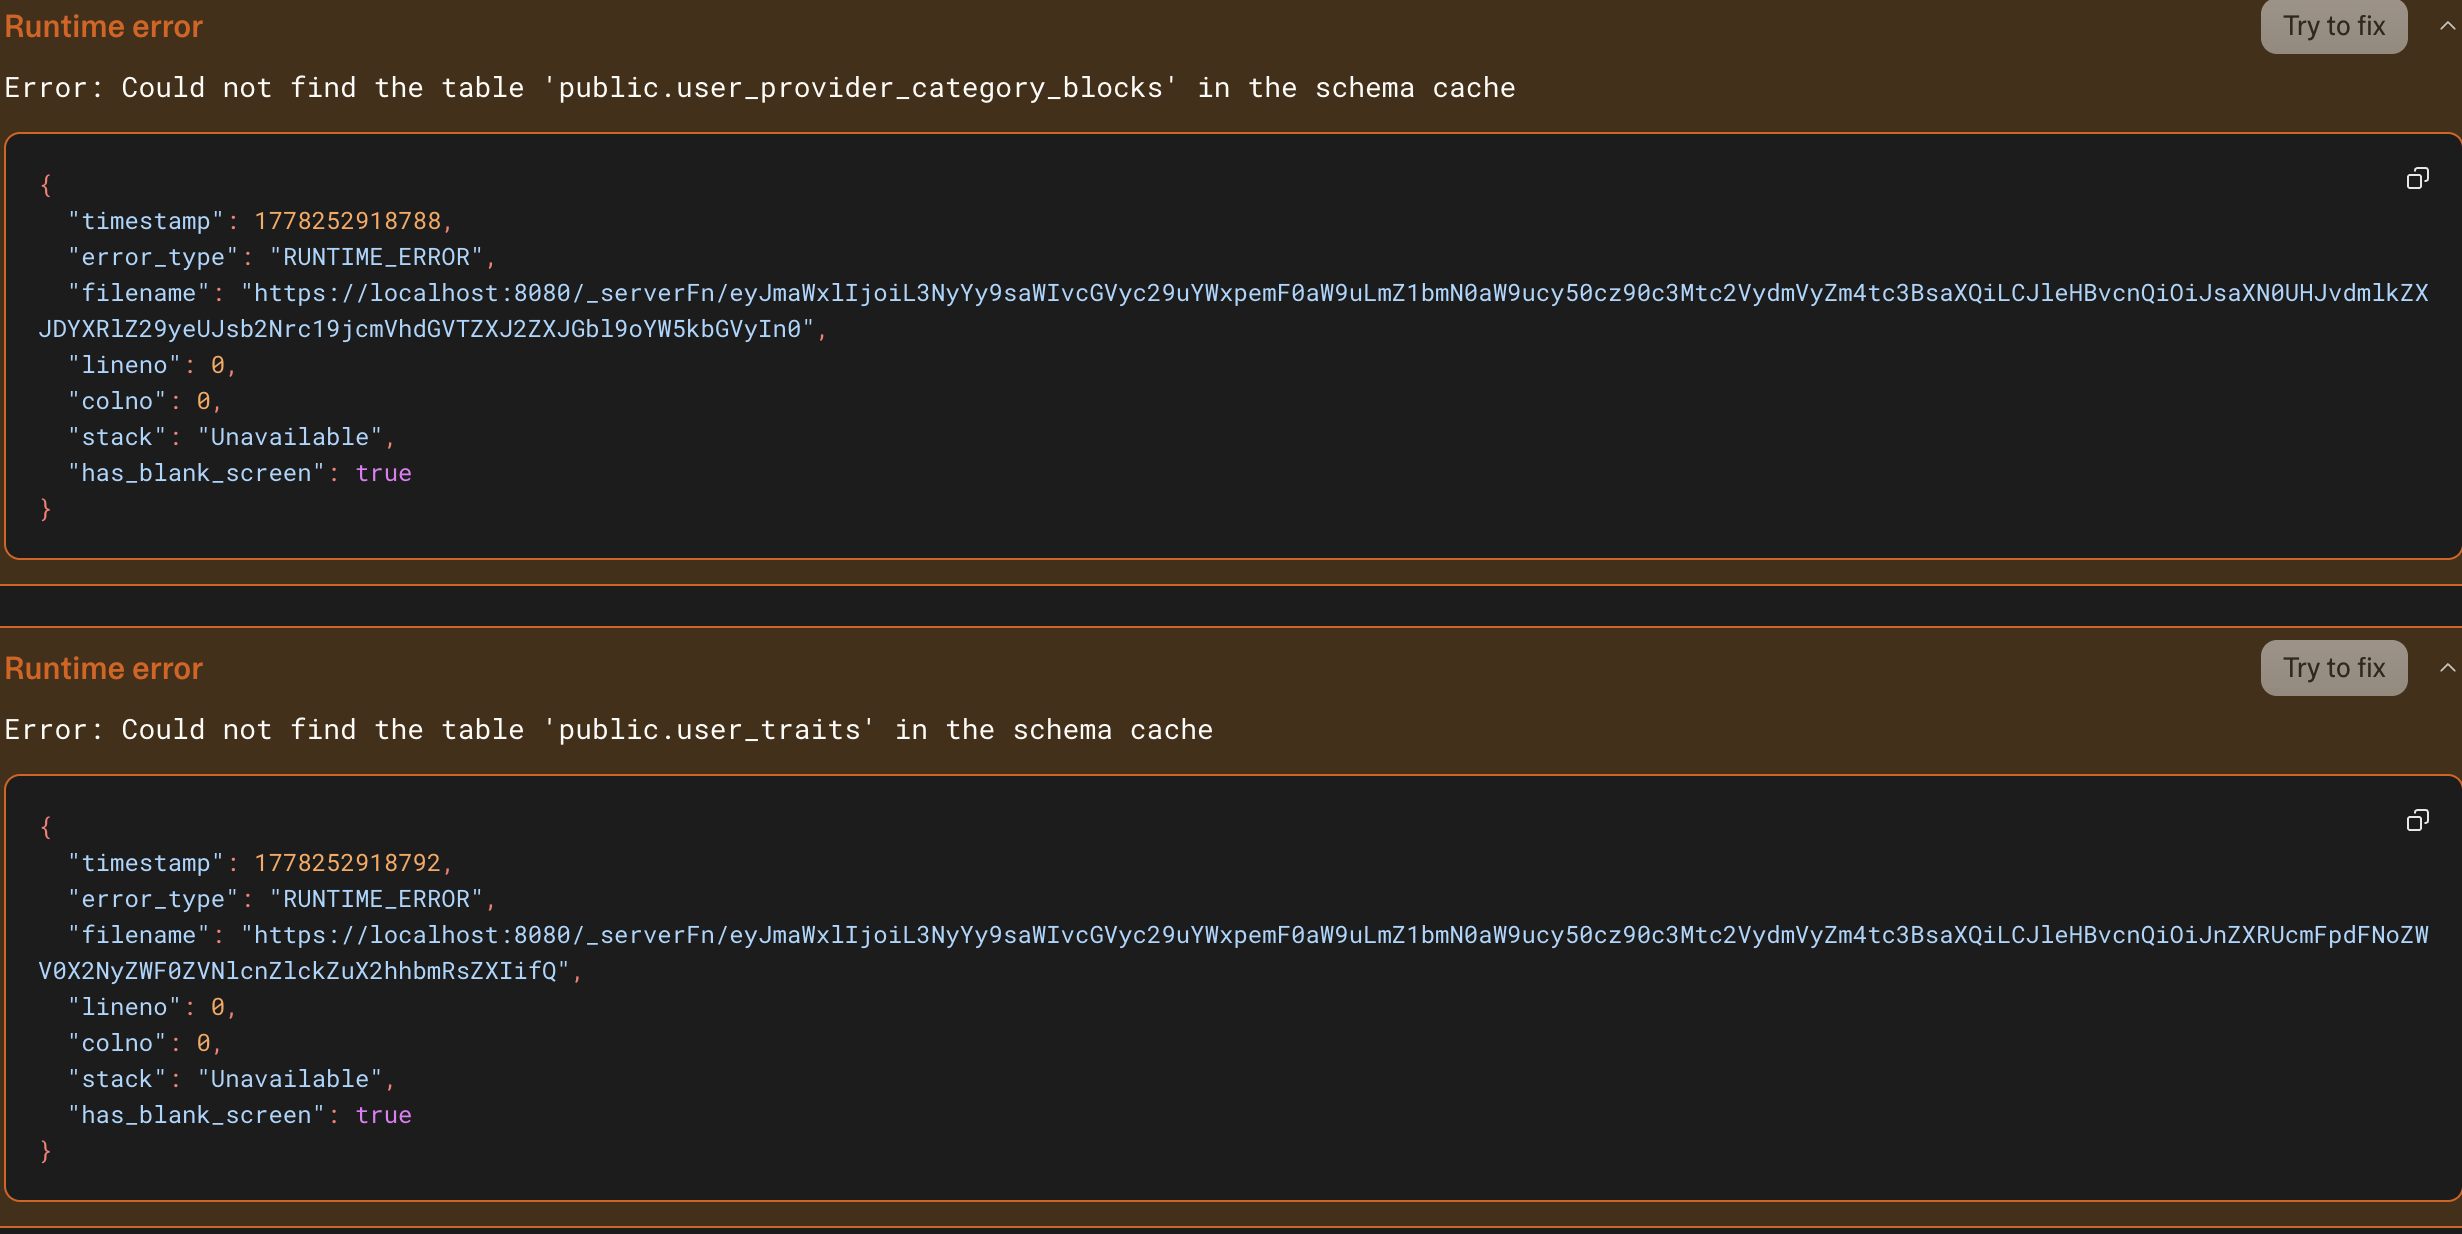 Runtime error
Try to fix
Error: Could not find the table 'public.user_provider_category_blocks' in the schema cache
{
"timestamp": 1778252918788,
"error_type": "RUNTIME_ERROR",
"filename": "https://localhost:8080/_serverFn/eyJmaWxlIjoiL3NyYy9saWIvcGVyc29uYWxpemF0aW9uLmZ1bmN0aW9ucy50cz90c3Mtc2VydmVyZm4tc3BsaXQiLCJleHBvcnQiOiJsaXN0UHJvdmlkZX
JDYXRlZ29yeUJsb2Nrc19jcmVhdGVTZXJ2ZXJGbl9oYW5kbGVyIn0",
"lineno": 0,
"colno": 0,
"stack": "Unavailable",
"has_blank_screen": true
}
Runtime error
Try to fix
Error: Could not find the table 'public.user_traits' in the schema cache
{
"timestamp": 1778252918792,
"error_type": "RUNTIME_ERROR",
"filename": "https://localhost:8080/_serverFn/eyJmaWxlIjoiL3NyYy9saWIvcGVyc29uYWxpemF0aW9uLmZ1bmN0aW9ucy50cz90c3Mtc2VydmVyZm4tc3BsaXQiLCJleHBvcnQiOiJnZXRUcmFpdFNoZW
V0X2NyZWF0ZVNlcnZlckZuX2hhbmRsZXIifQ",
"lineno": 0,
"colno": 0,
"stack": "Unavailable",
"has_blank_screen": true
}